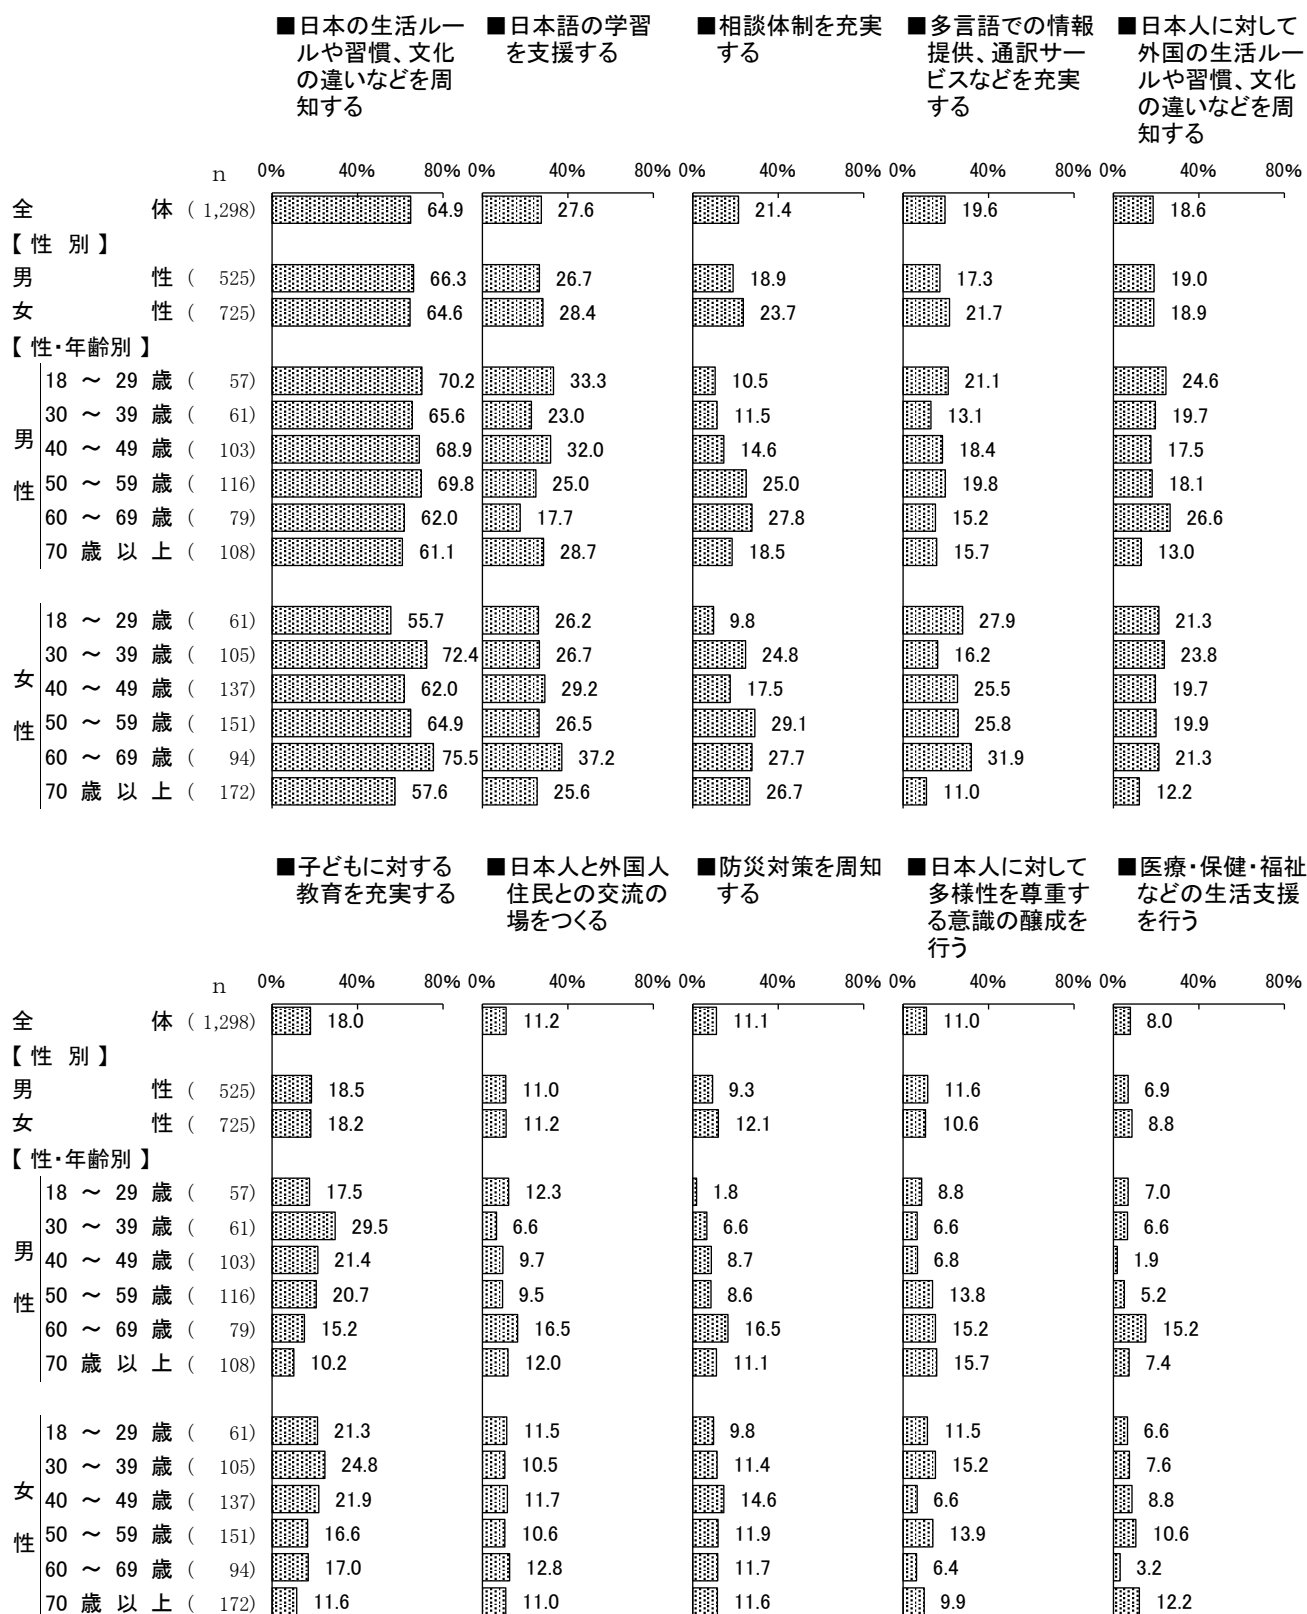 ■日本の生活ルー
ルや習慣、文化
の違いなどを周
知する
■日本語の学習
を支援する
■相談体制を充実
する
■多言語での情報
提供、通訳サー
ビスなどを充実
する
■日本人に対して
外国の生活ルー
ルや習慣、文化
の違いなどを周
知する
n 0% 40% 80% 0% 40% 80% 0% 40% 80% 0% 40% 80% 0% 40% 80%
全体 (1,298) 64.9 27.6 21.4 19.6 18.6
【性別】
男性 (525) 66.3 26.7 18.9 17.3 19.0
女性 (725) 64.6 28.4 23.7 21.7 18.9
【性・年齢別】
男性
18～29歳 (57) 70.2 33.3 10.5 21.1 24.6
30～39歳 (61) 65.6 23.0 11.5 13.1 19.7
40～49歳 (103) 68.9 32.0 14.6 18.4 17.5
50～59歳 (116) 69.8 25.0 25.0 19.8 18.1
60～69歳 (79) 62.0 17.7 27.8 15.2 26.6
70歳以上 (108) 61.1 28.7 18.5 15.7 13.0
女性
18～29歳 (61) 55.7 26.2 9.8 27.9 21.3
30～39歳 (105) 72.4 26.7 24.8 16.2 23.8
40～49歳 (137) 62.0 29.2 17.5 25.5 19.7
50～59歳 (151) 64.9 26.5 29.1 25.8 19.9
60～69歳 (94) 75.5 37.2 27.7 31.9 21.3
70歳以上 (172) 57.6 25.6 26.7 11.0 12.2
■子どもに対する
教育を充実する
■日本人と外国人
住民との交流の
場をつくる
■防災対策を周知
する
■日本人に対して
多様性を尊重す
る意識の醸成を
行う
■医療・保健・福祉
などの生活支援
を行う
n 0% 40% 80% 0% 40% 80% 0% 40% 80% 0% 40% 80% 0% 40% 80%
全体 (1,298) 18.0 11.2 11.1 11.0 8.0
【性別】
男性 (525) 18.5 11.0 9.3 11.6 6.9
女性 (725) 18.2 11.2 12.1 10.6 8.8
【性・年齢別】
男性
18～29歳 (57) 17.5 12.3 1.8 8.8 7.0
30～39歳 (61) 29.5 6.6 6.6 6.6 6.6
40～49歳 (103) 21.4 9.7 8.7 6.8 1.9
50～59歳 (116) 20.7 9.5 8.6 13.8 5.2
60～69歳 (79) 15.2 16.5 16.5 15.2 15.2
70歳以上 (108) 10.2 12.0 11.1 15.7 7.4
女性
18～29歳 (61) 21.3 11.5 9.8 11.5 6.6
30～39歳 (105) 24.8 10.5 11.4 15.2 7.6
40～49歳 (137) 21.9 11.7 14.6 6.6 8.8
50～59歳 (151) 16.6 10.6 11.9 13.9 10.6
60～69歳 (94) 17.0 12.8 11.7 6.4 3.2
70歳以上 (172) 11.6 11.0 11.6 9.9 12.2